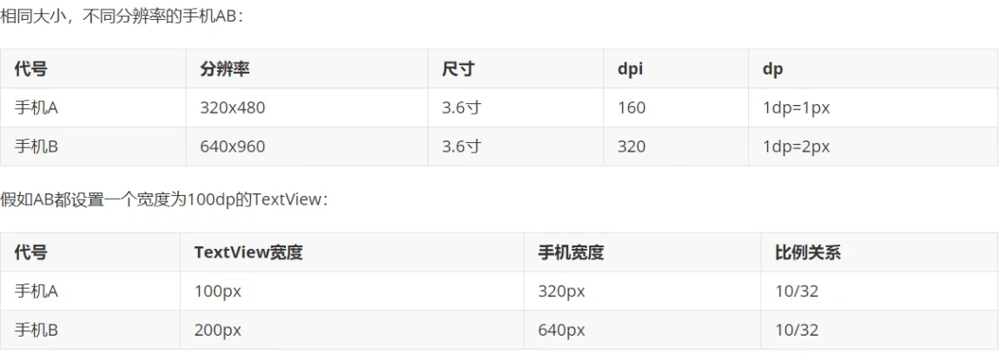 相同大小，不同分辨率的手机AB：
代号 分辨率 尺寸 dpi dp
手机A 320x480 3.6寸 160 1dp=1px
手机B 640x960 3.6寸 320 1dp=2px
假如AB都设置一个宽度为100dp的TextView：
代号 TextView宽度 手机宽度 比例关系
手机A 100px 320px 10/32
手机B 200px 640px 10/32